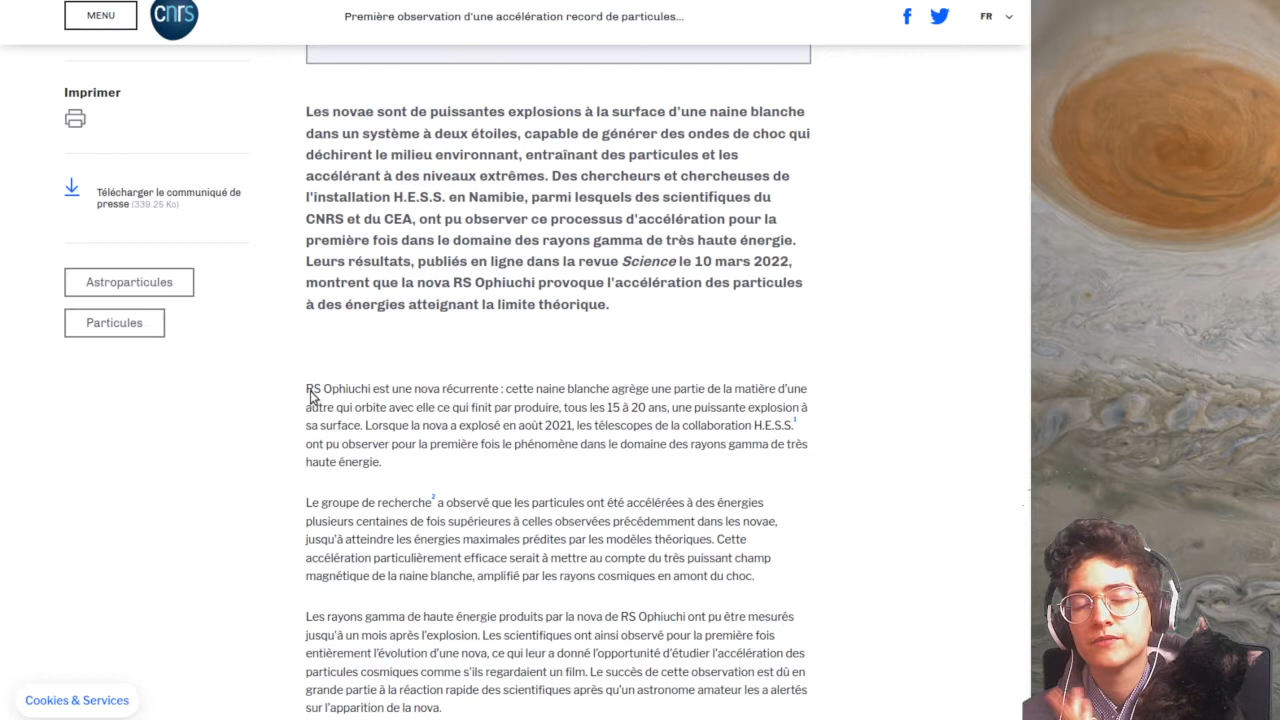 MENU
cnrs
Première observation d'une accélération record de particules...
FR
Imprimer
Télécharger le communiqué de
presse (339.25 Ko)
Astroparticules
Particules
Les novae sont de puissantes explosions à la surface d'une naine blanche
dans un système à deux étoiles, capable de générer des ondes de choc qui
déchirent le milieu environnant, entraînant des particules et les
accélérant à des niveaux extrêmes. Des chercheurs et chercheuses de
l'installation H.E.S.S. en Namibie, parmi lesquels des scientifiques du
CNRS et du CEA, ont pu observer ce processus d'accélération pour la
première fois dans le domaine des rayons gamma de très haute énergie.
Leurs résultats, publiés en ligne dans la revue Science le 10 mars 2022,
montrent que la nova RS Ophiuchi provoque l'accélération des particules
à des énergies atteignant la limite théorique.
RS Ophiuchi est une nova récurrente : cette naine blanche agrège une partie de la matière d'une
autre qui orbite avec elle ce qui finit par produire, tous les 15 à 20 ans, une puissante explosion à
sa surface. Lorsque la nova a explosé en août 2021, les télescopes de la collaboration H.E.S.S.1
ont pu observer pour la première fois le phénomène dans le domaine des rayons gamma de très
haute énergie.
Le groupe de recherche2 a observé que les particules ont été accélérées à des énergies
plusieurs centaines de fois supérieures à celles observées précédemment dans les novae,
jusqu'à atteindre les énergies maximales prédites par les modèles théoriques. Cette
accélération particulièrement efficace serait à mettre au compte du très puissant champ
magnétique de la naine blanche, amplifié par les rayons cosmiques en amont du choc.
Les rayons gamma de haute énergie produits par la nova de RS Ophiuchi ont pu être mesurés
jusqu'à un mois après l'explosion. Les scientifiques ont ainsi observé pour la première fois
entièrement l'évolution d'une nova, ce qui leur a donné l'opportunité d'étudier l'accélération des
particules cosmiques comme s'ils regardaient un film. Le succès de cette observation est dû en
grande partie à la réaction rapide des scientifiques après qu'un astronome amateur les a alertés
sur l'apparition de la nova.
Cookies & Services